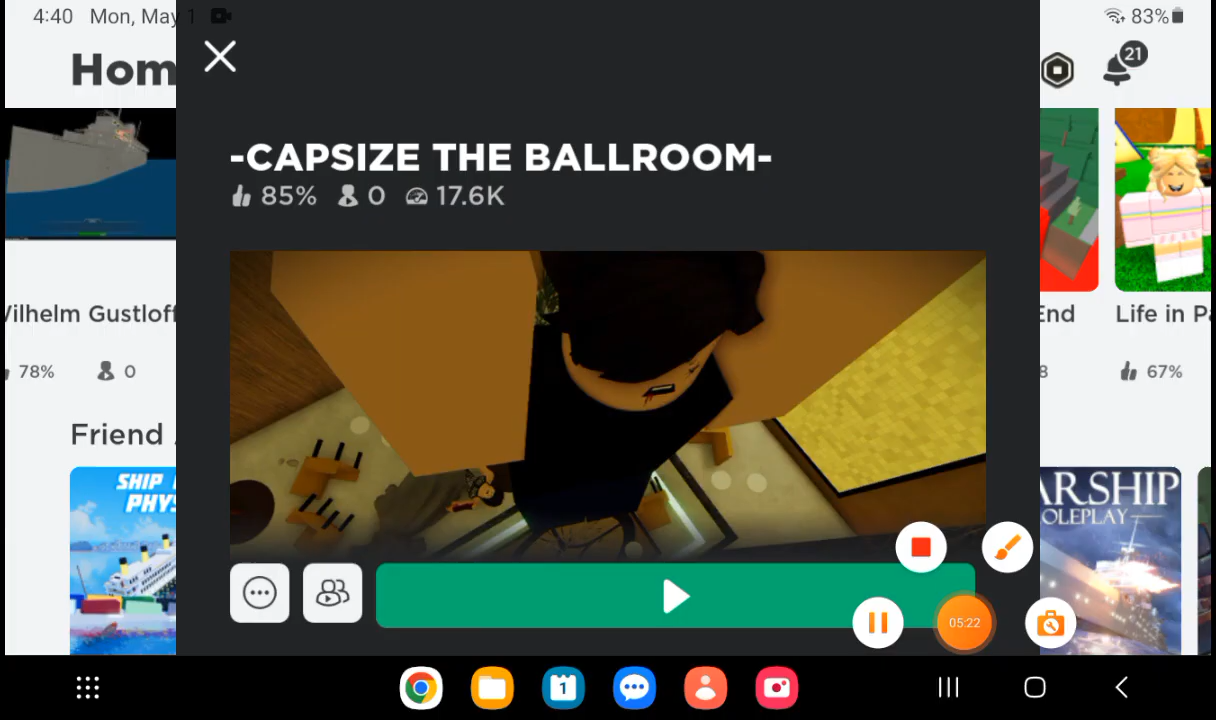 4:40 Mon, May 1
83%
Hom
21
-CAPSIZE THE BALLROOM-
85% 0 17.6K
Vilhelm Gustloff
End
Life in Pa
78% 0
8
67%
Friend
SHIP
PHYS
ARSHIP
OLEPLAY
05:22
1